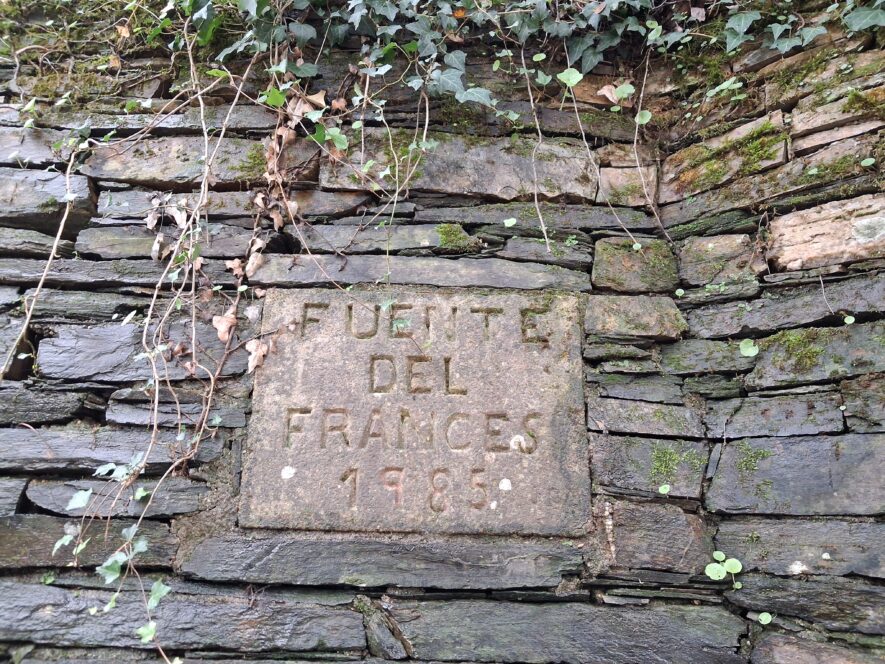 FUENTE
DEL
FRANCES
1985